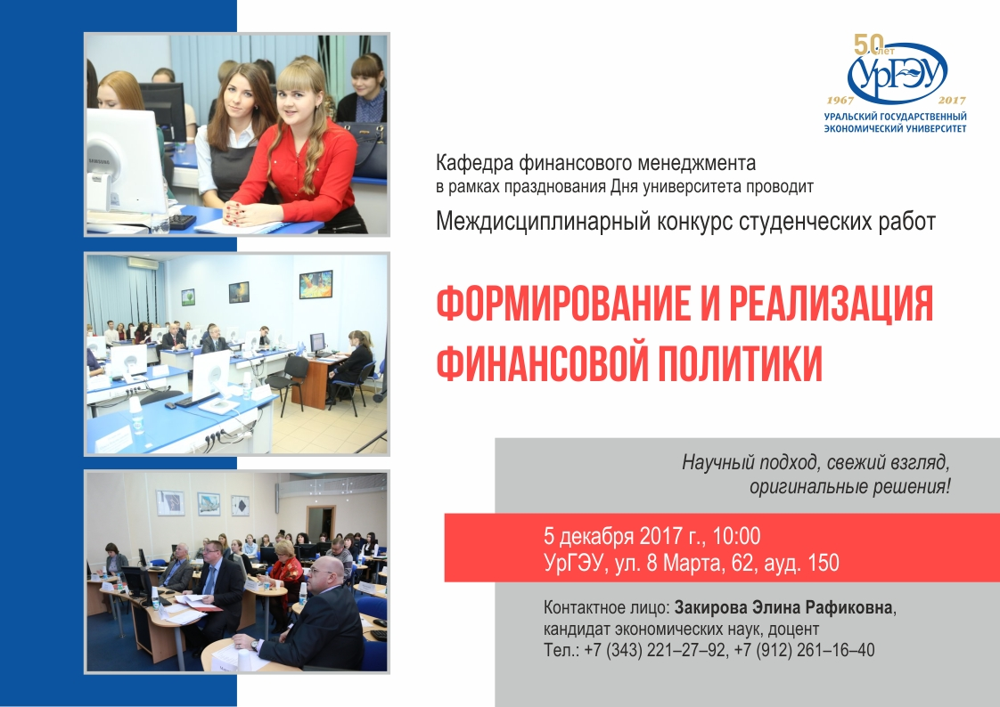 50 лет
УрГЭУ
1967 2017
УРАЛЬСКИЙ ГОСУДАРСТВЕННЫЙ
ЭКОНОМИЧЕСКИЙ УНИВЕРСИТЕТ
Кафедра финансового менеджмента
в рамках празднования Дня университета проводит
Междисциплинарный конкурс студенческих работ
ФОРМИРОВАНИЕ И РЕАЛИЗАЦИЯ
ФИНАНСОВОЙ ПОЛИТИКИ
Научный подход, свежий взгляд,
оригинальные решения!
5 декабря 2017 г., 10:00
УрГЭУ, ул. 8 Марта, 62, ауд. 150
Контактное лицо: Закирова Элина Рафиковна,
кандидат экономических наук, доцент
Тел.: +7 (343) 221–27–92, +7 (912) 261–16–40
SAMSUNG